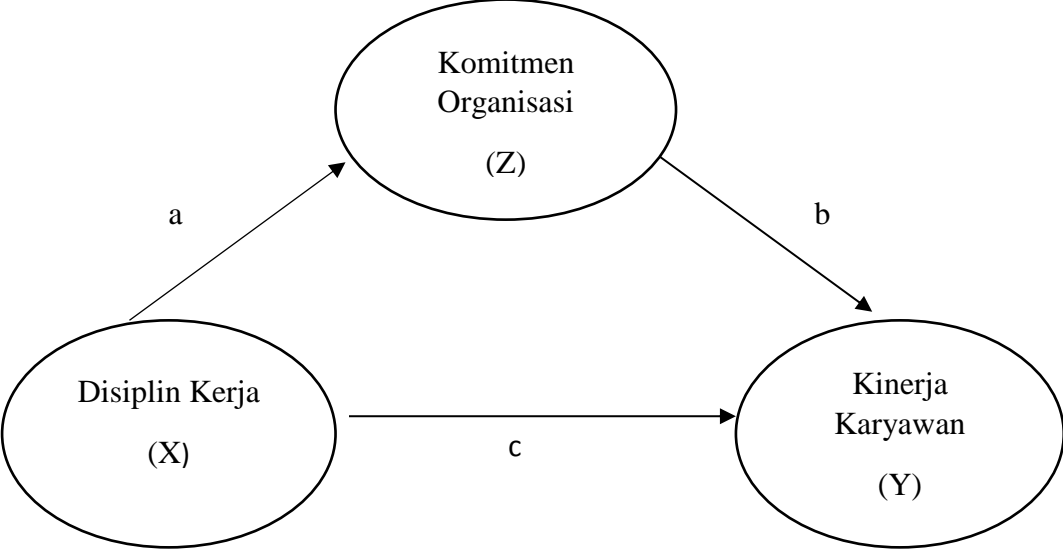 Komitmen
Organisasi
(Z)
a
b
Disiplin Kerja
(X)
c
Kinerja
Karyawan
(Y)